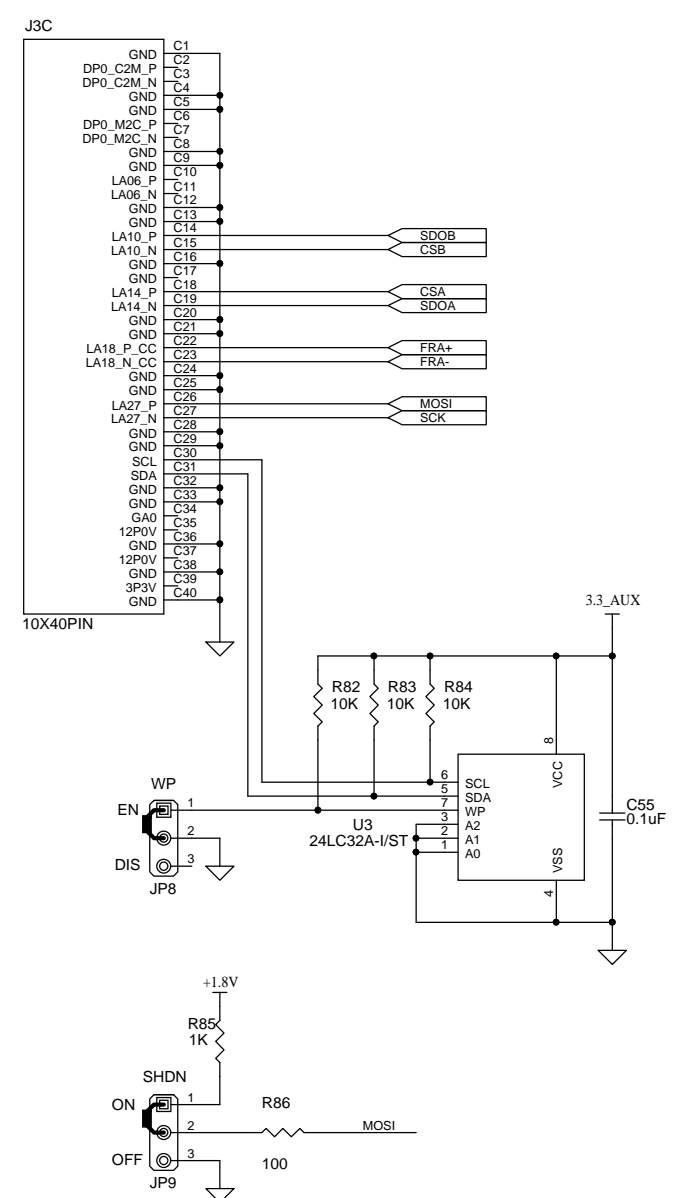 J3C
GND C1
DP0_C2M_P C2
DP0_C2M_N C3
GND C4
GND C5
DP0_M2C_P C6
DP0_M2C_N C7
GND C8
GND C9
LA06_P C10
LA06_N C11
GND C12
GND C13
LA10_P C14 SDOB
LA10_N C15 CSB
GND C16
GND C17
LA14_P C18 CSA
LA14_N C19 SDOA
GND C20
GND C21
LA18_P_CC C22 FRA+
LA18_N_CC C23 FRA-
GND C24
GND C25
LA27_P C26 MOSI
LA27_N C27 SCK
GND C28
GND C29
SCL C30
SDA C31
GND C32
GND C33
GA0 C34
12P0V C35
GND C36
12P0V C37
GND C38
3P3V C39
GND C40
10X40PIN
3.3_AUX
R82 R83 R84
10K 10K 10K
8
VCC
6 SCL
5 SDA
7 WP
3 A2
2 A1
1 A0
VSS
4
U3
24LC32A-I/ST
C55
0.1uF
WP
EN 1
2
DIS 3
JP8
+1.8V
R85
1K
SHDN
ON 1
R86
2 MOSI
100
OFF 3
JP9